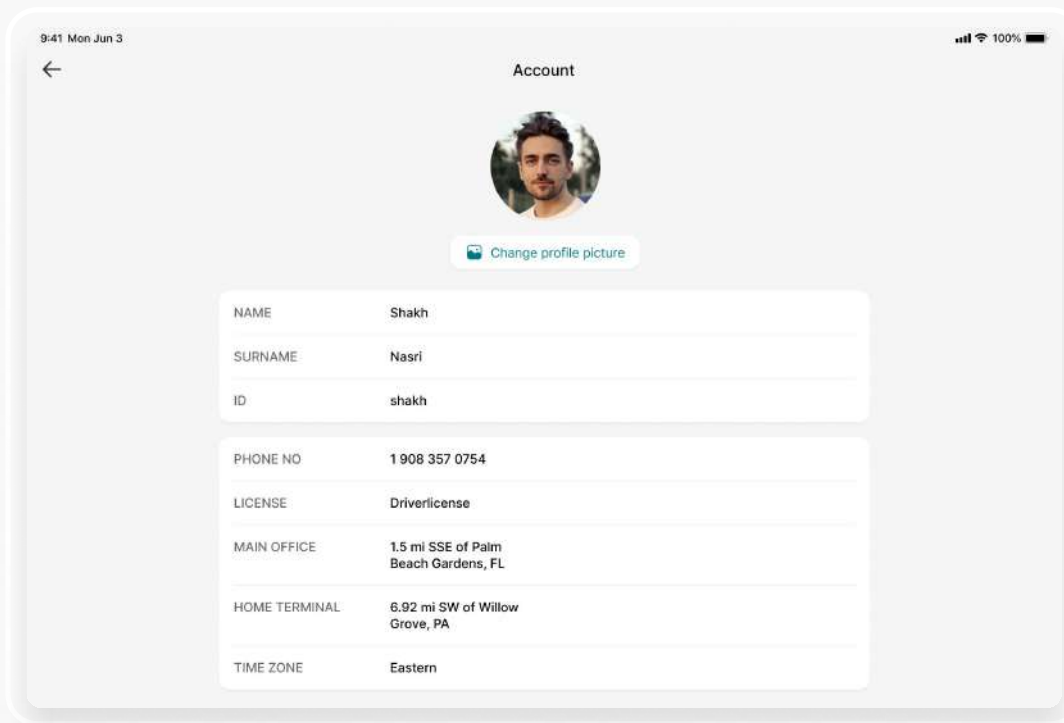 9:41 Mon Jun 3
100%
Account
Change profile picture
NAME Shakh
SURNAME Nasri
ID shakh
PHONE NO 1 908 357 0754
LICENSE Driverlicense
MAIN OFFICE 1.5 mi SSE of Palm
Beach Gardens, FL
HOME TERMINAL 6.92 mi SW of Willow
Grove, PA
TIME ZONE Eastern